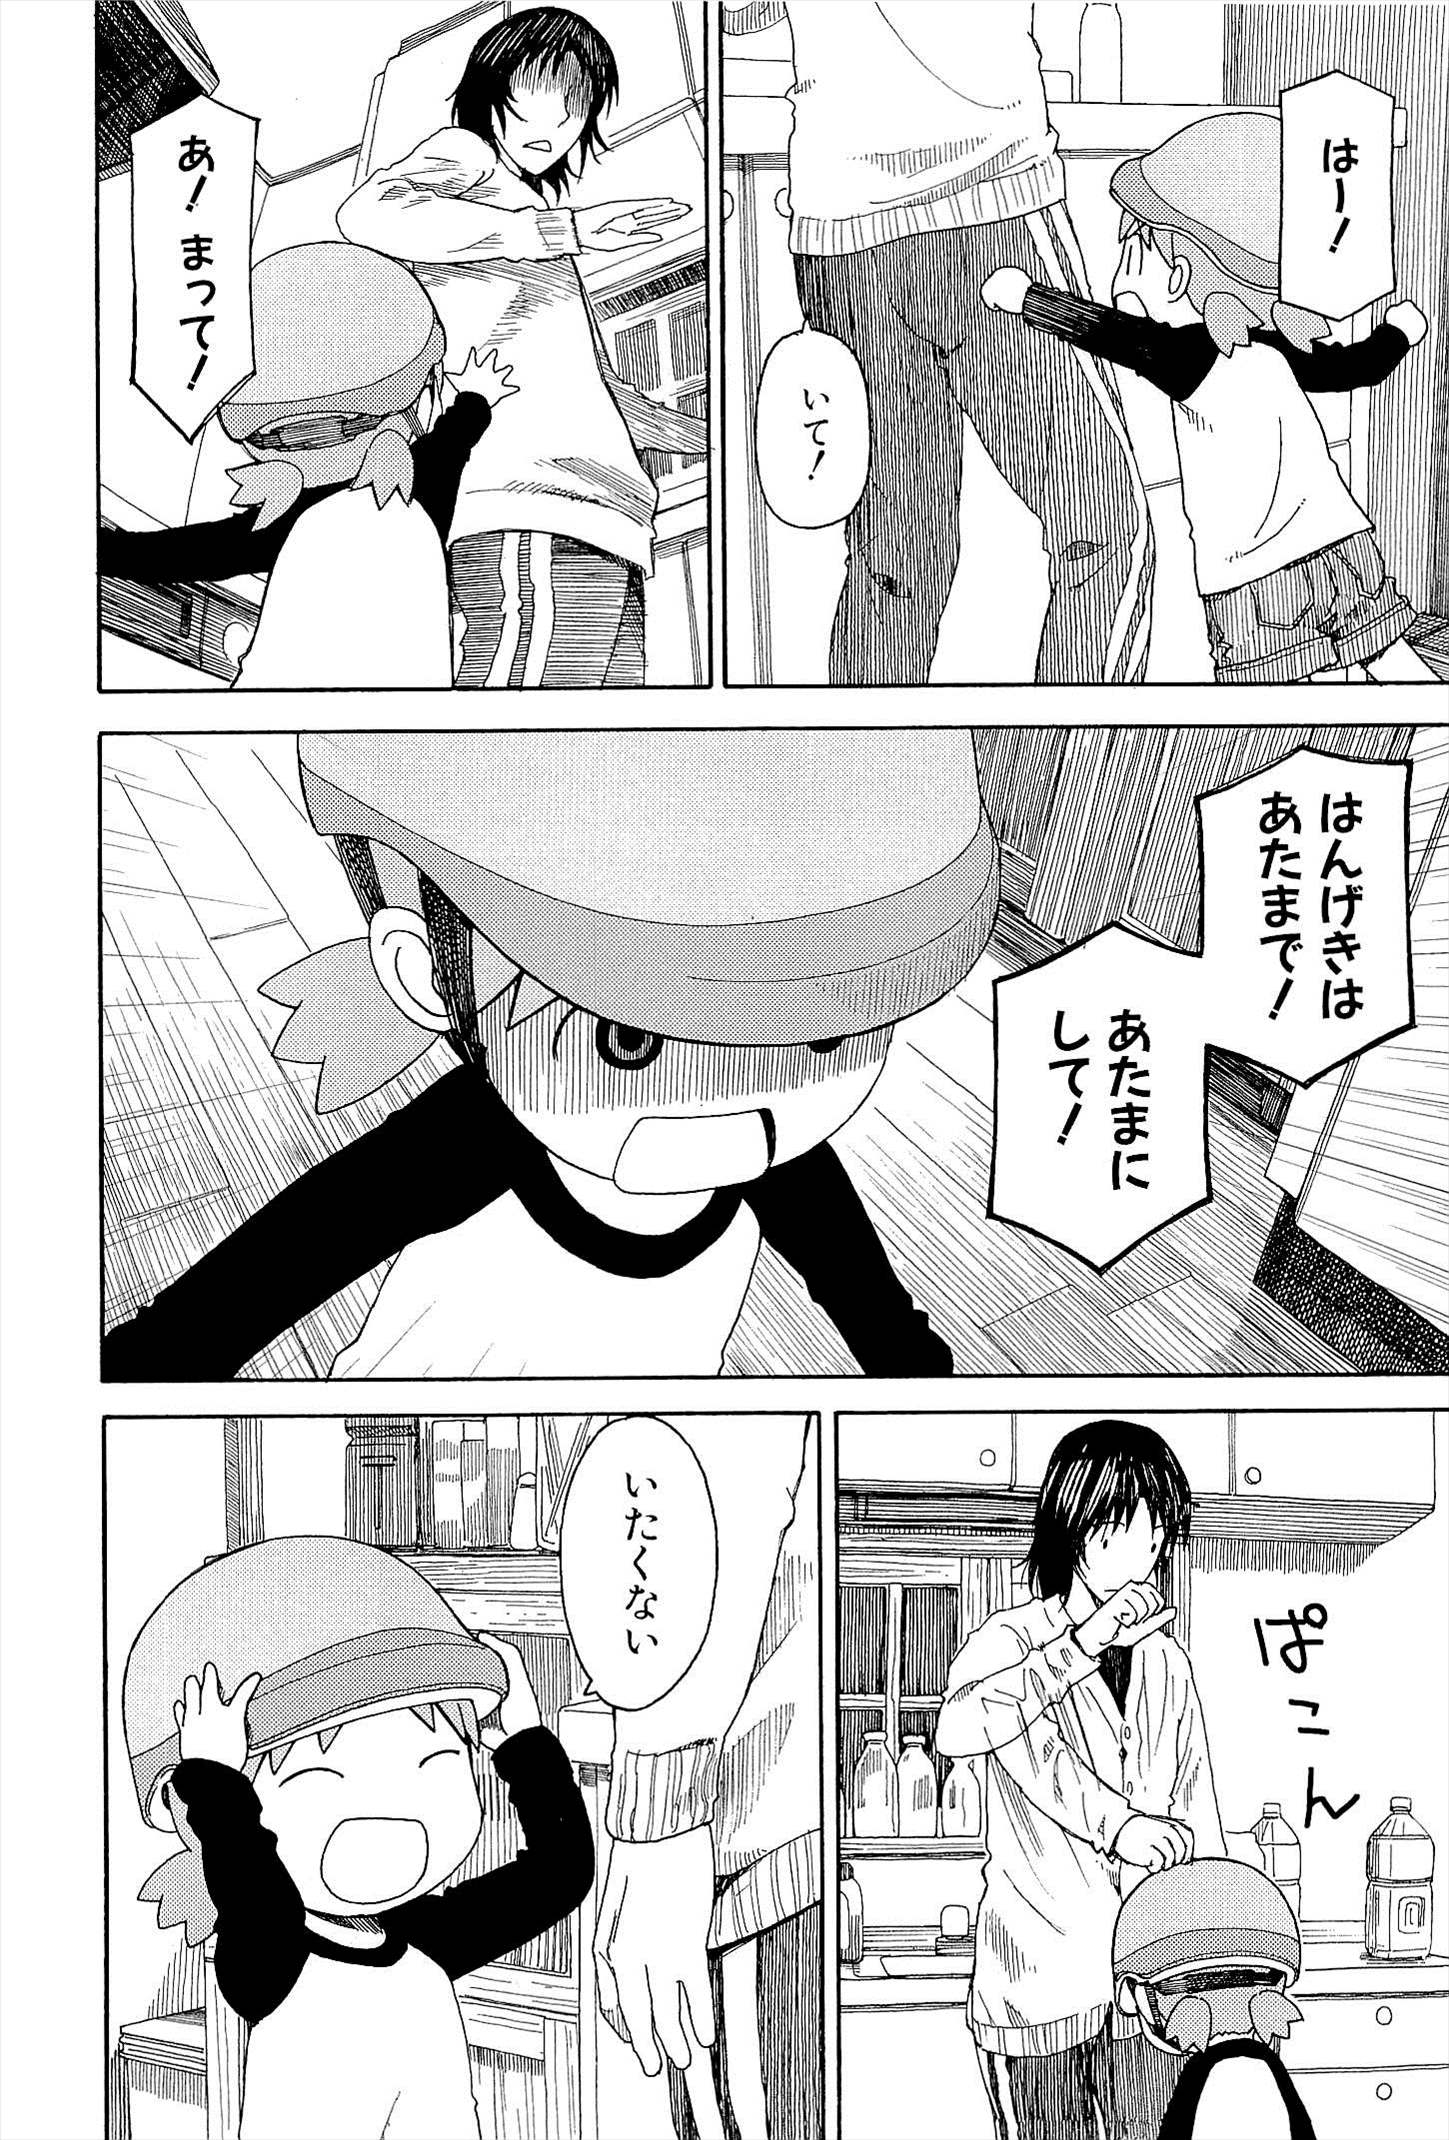 はー！
いて！
あ！まって！
はんげきは
あたまで！
あたまに
して！
ぱこん
いたくない